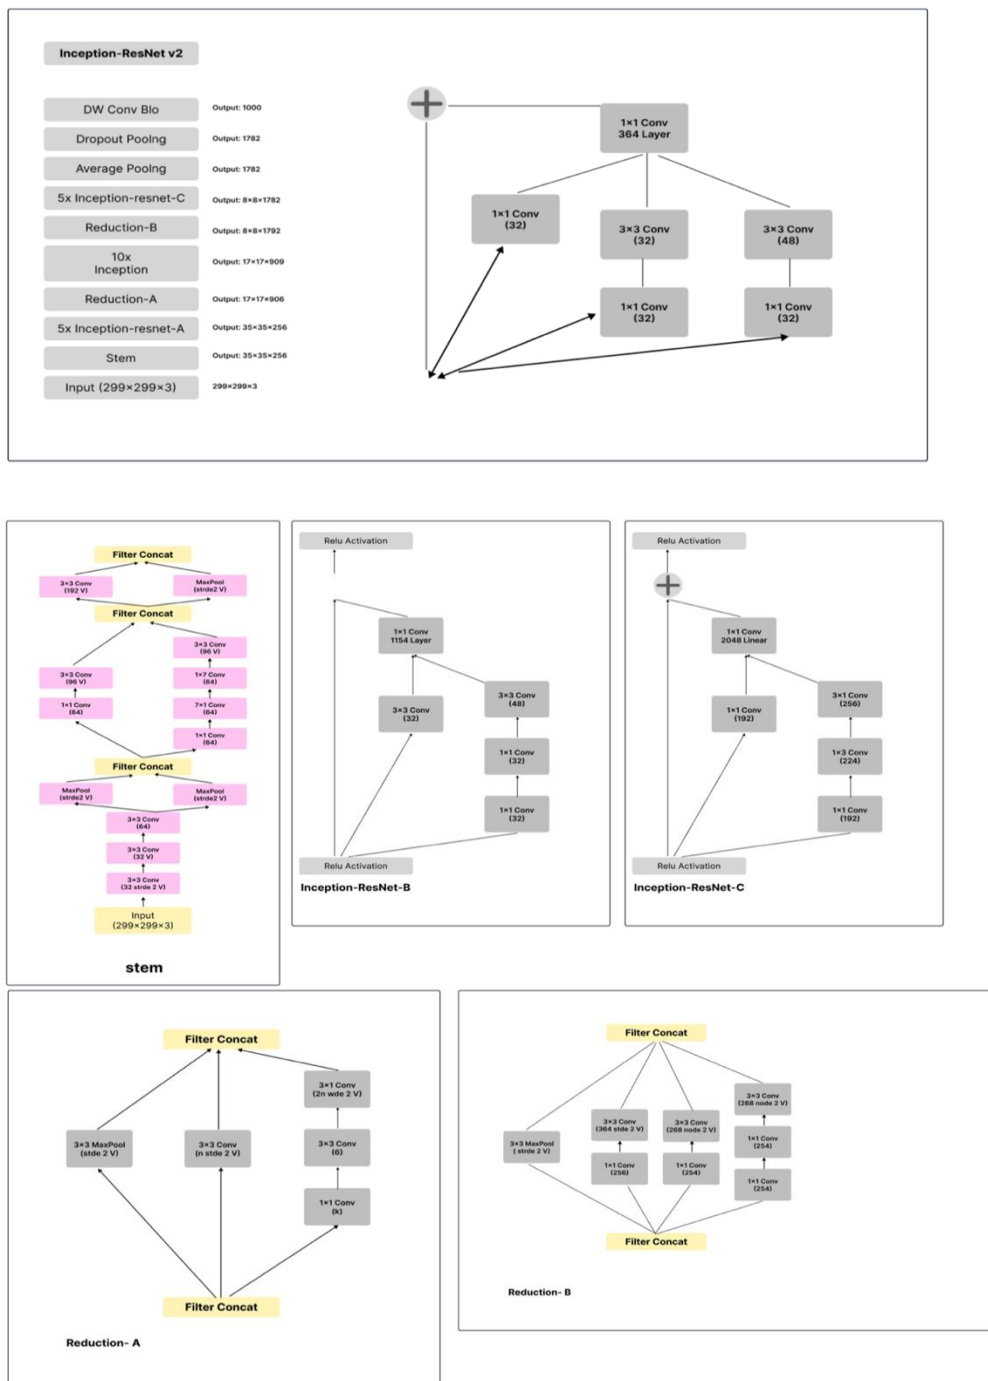 Inception-ResNet v2
DW Conv Blo
Output: 1000
Dropout Poolng
Output: 1782
Average Poolng
Output: 1782
5x Inception-resnet-C
Output: 8×8×1782
Reduction-B
Output: 8×8×1792
10x
Inception
Output: 17×17×909
Reduction-A
Output: 17×17×906
5x Inception-resnet-A
Output: 35×35×256
Stem
Output: 35×35×256
Input (299×299×3)
299×299×3
1×1 Conv
364 Layer
1×1 Conv
(32)
3×3 Conv
(32)
3×3 Conv
(48)
1×1 Conv
(32)
1×1 Conv
(32)
Filter Concat
3×3 Conv
(192 V)
MaxPool
(strde2 V)
Filter Concat
3×3 Conv
(96 V)
3×3 Conv
(96 V)
1×7 Conv
(64)
1×1 Conv
(64)
7×1 Conv
(64)
1×1 Conv
(64)
Filter Concat
MaxPool
(strde2 V)
MaxPool
(strde2 V)
3×3 Conv
(64)
3×3 Conv
(32 V)
3×3 Conv
(32 strde 2 V)
Input
(299×299×3)
stem
Relu Activation
1×1 Conv
1154 Layer
3×3 Conv
(32)
3×3 Conv
(48)
1×1 Conv
(32)
1×1 Conv
(32)
Relu Activation
Inception-ResNet-B
Relu Activation
1×1 Conv
2048 Linear
1×1 Conv
(192)
3×1 Conv
(256)
1×3 Conv
(224)
1×1 Conv
(192)
Relu Activation
Inception-ResNet-C
Filter Concat
3×1 Conv
(2n wde 2 V)
3×3 MaxPool
(stde 2 V)
3×3 Conv
(n stde 2 V)
3×3 Conv
(6)
1×1 Conv
(k)
Filter Concat
Reduction- A
Filter Concat
3×3 Conv
(268 node 2 V)
3×3 MaxPool
( strde 2 V)
3×3 Conv
(364 stde 2 V)
3×3 Conv
(268 node 2 V)
1×1 Conv
(254)
1×1 Conv
(256)
1×1 Conv
(254)
1×1 Conv
(254)
Filter Concat
Reduction- B